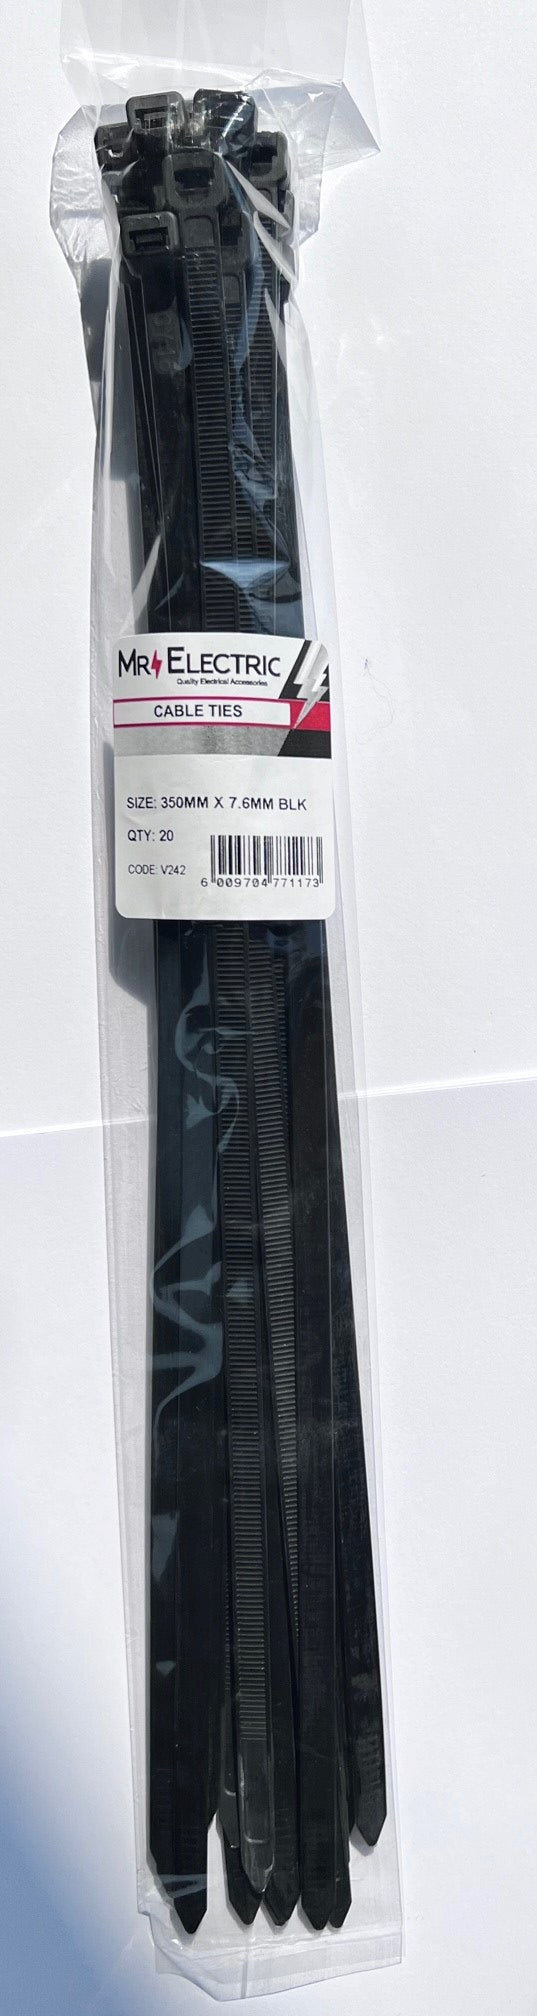 MR ELECTRIC
Quality Electrical Accessories
CABLE TIES
SIZE: 350MM X 7.6MM BLK
QTY: 20
CODE: V242
6 009704 771173